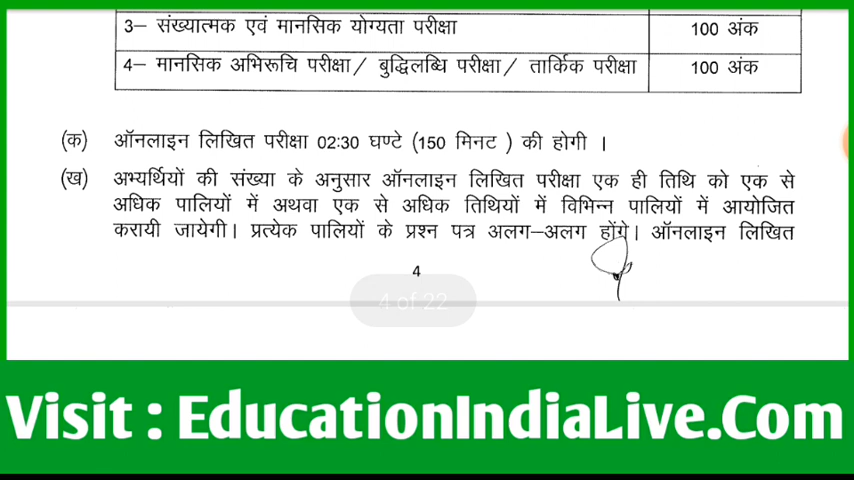 3– संख्यात्मक एवं मानसिक योग्यता परीक्षा 100 अंक
4– मानसिक अभिरूचि परीक्षा/ बुद्धिलब्धि परीक्षा/ तार्किक परीक्षा 100 अंक
(क) ऑनलाइन लिखित परीक्षा 02:30 घण्टे (150 मिनट ) की होगी ।
(ख) अभ्यर्थियों की संख्या के अनुसार ऑनलाइन लिखित परीक्षा एक ही तिथि को एक से
अधिक पालियों में अथवा एक से अधिक तिथियों में विभिन्न पालियों में आयोजित
करायी जायेगी। प्रत्येक पालियों के प्रश्न पत्र अलग–अलग होंगे। ऑनलाइन लिखित
4
4 of 22
Visit : EducationIndiaLive.Com